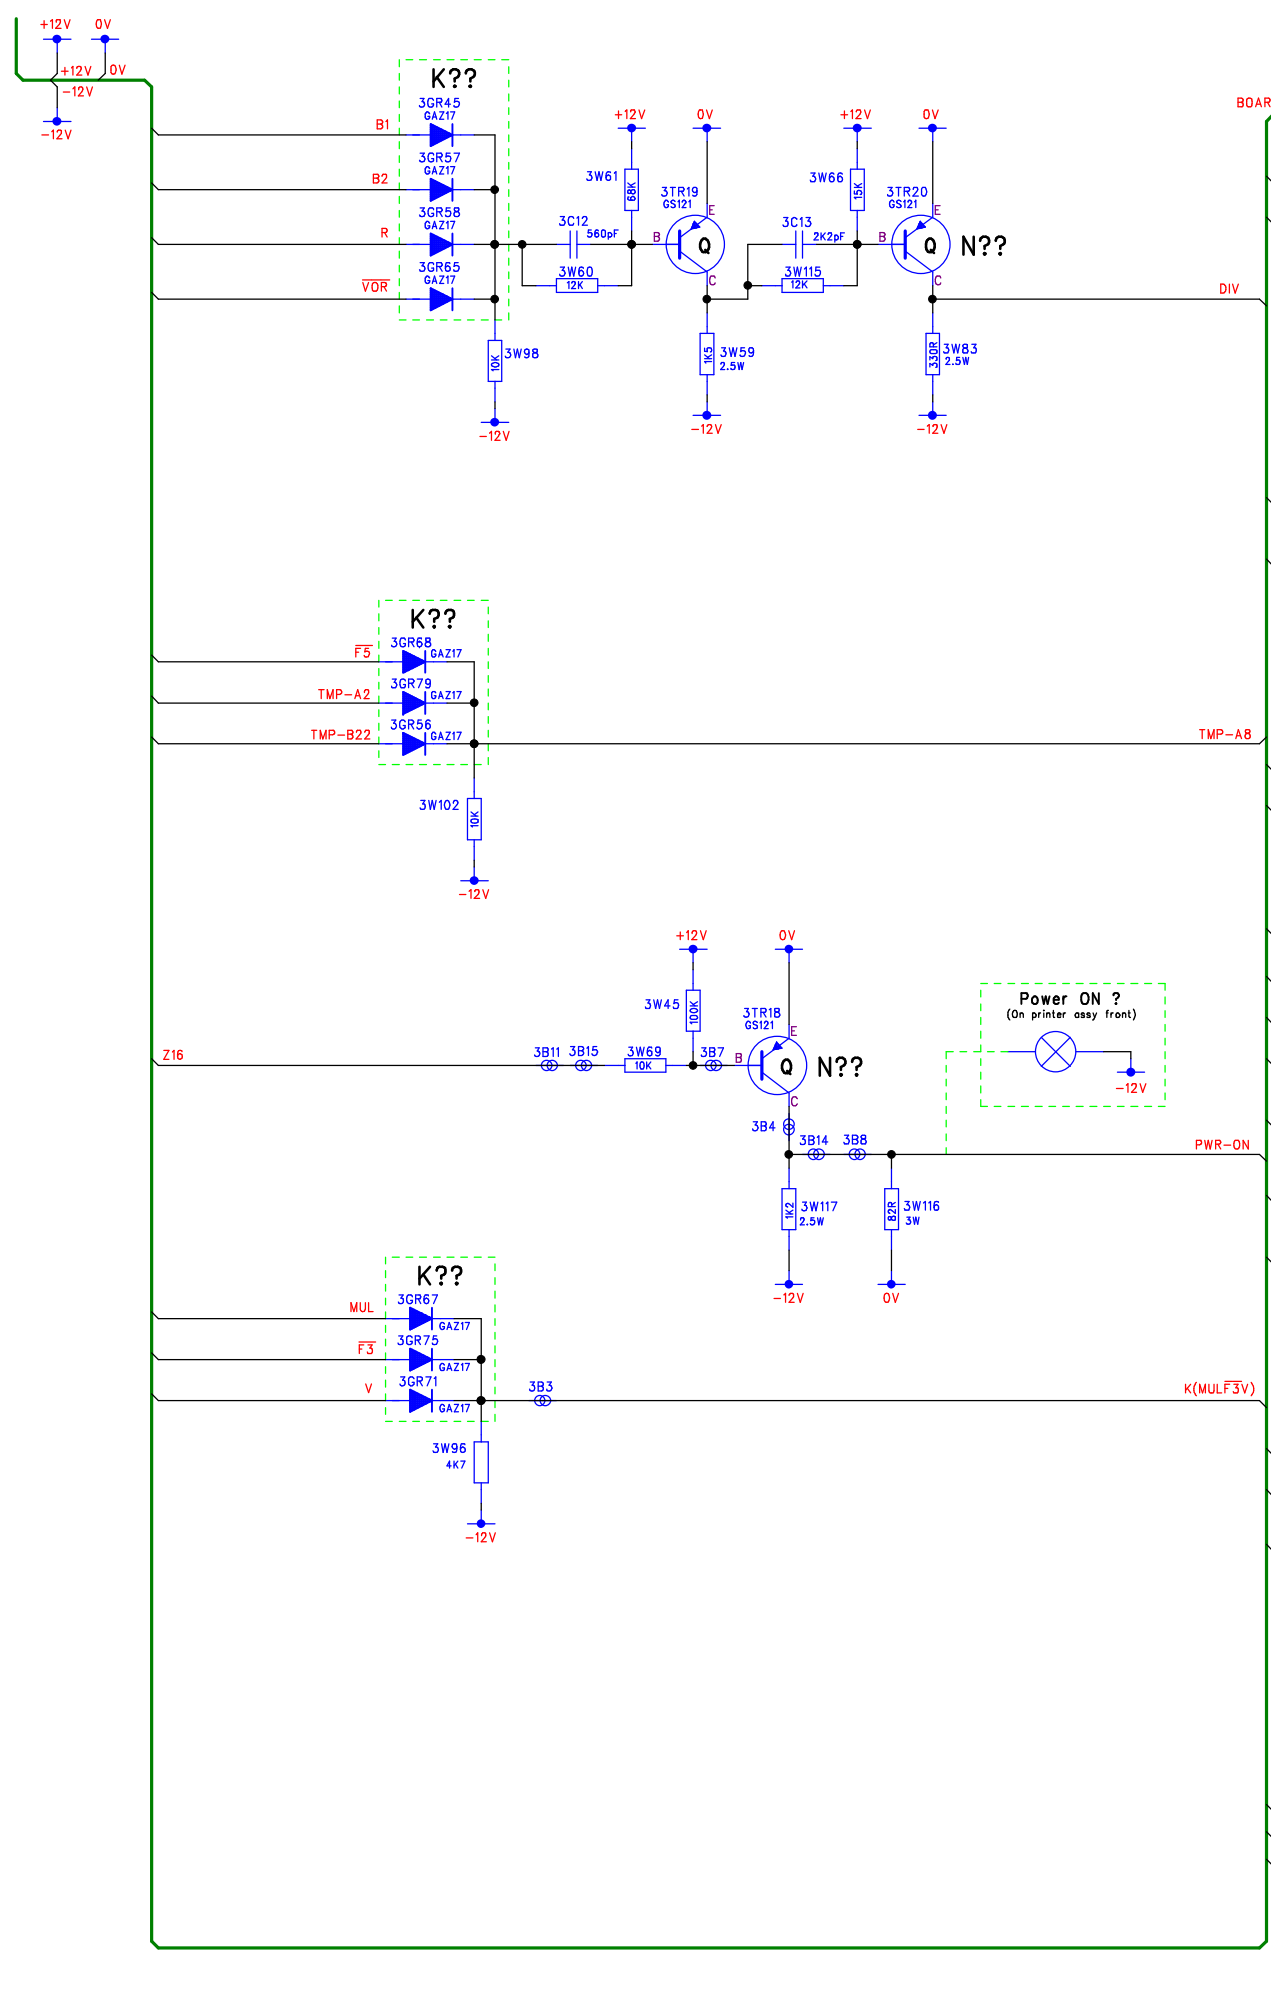 +12V 0V
+12V 0V
-12V
-12V
BOAR
K??
3GR45
GAZ17
B1
3GR57
GAZ17
B2
3GR58
GAZ17
R
3GR65
GAZ17
VOR
3W98
10K
-12V
+12V
3W61
68K
3C12
560pF
3W60
12K
0V
3TR19
GS121
E
B
Q
C
3W59
1K5
2.5W
-12V
+12V
3W66
15K
3C13
2K2pF
3W115
12K
0V
3TR20
GS121
E
B
Q
N??
C
DIV
3W83
330R
2.5W
-12V
K??
3GR68
F5
GAZ17
3GR79
TMP-A2
GAZ17
3GR56
TMP-B22
GAZ17
TMP-A8
3W102
10K
-12V
+12V
0V
3W45
100K
3TR18
GS121
E
Z16
3B11
3B15
3W69
10K
3B7
B
Q
N??
C
Power ON ?
(On printer assy front)
-12V
3B4
3B14
3B8
PWR-ON
3W117
1K2
2.5W
3W116
82R
3W
-12V
0V
K??
3GR67
MUL
GAZ17
3GR75
F3
GAZ17
3GR71
V
GAZ17
3B3
K(MULF3V)
3W96
4K7
-12V